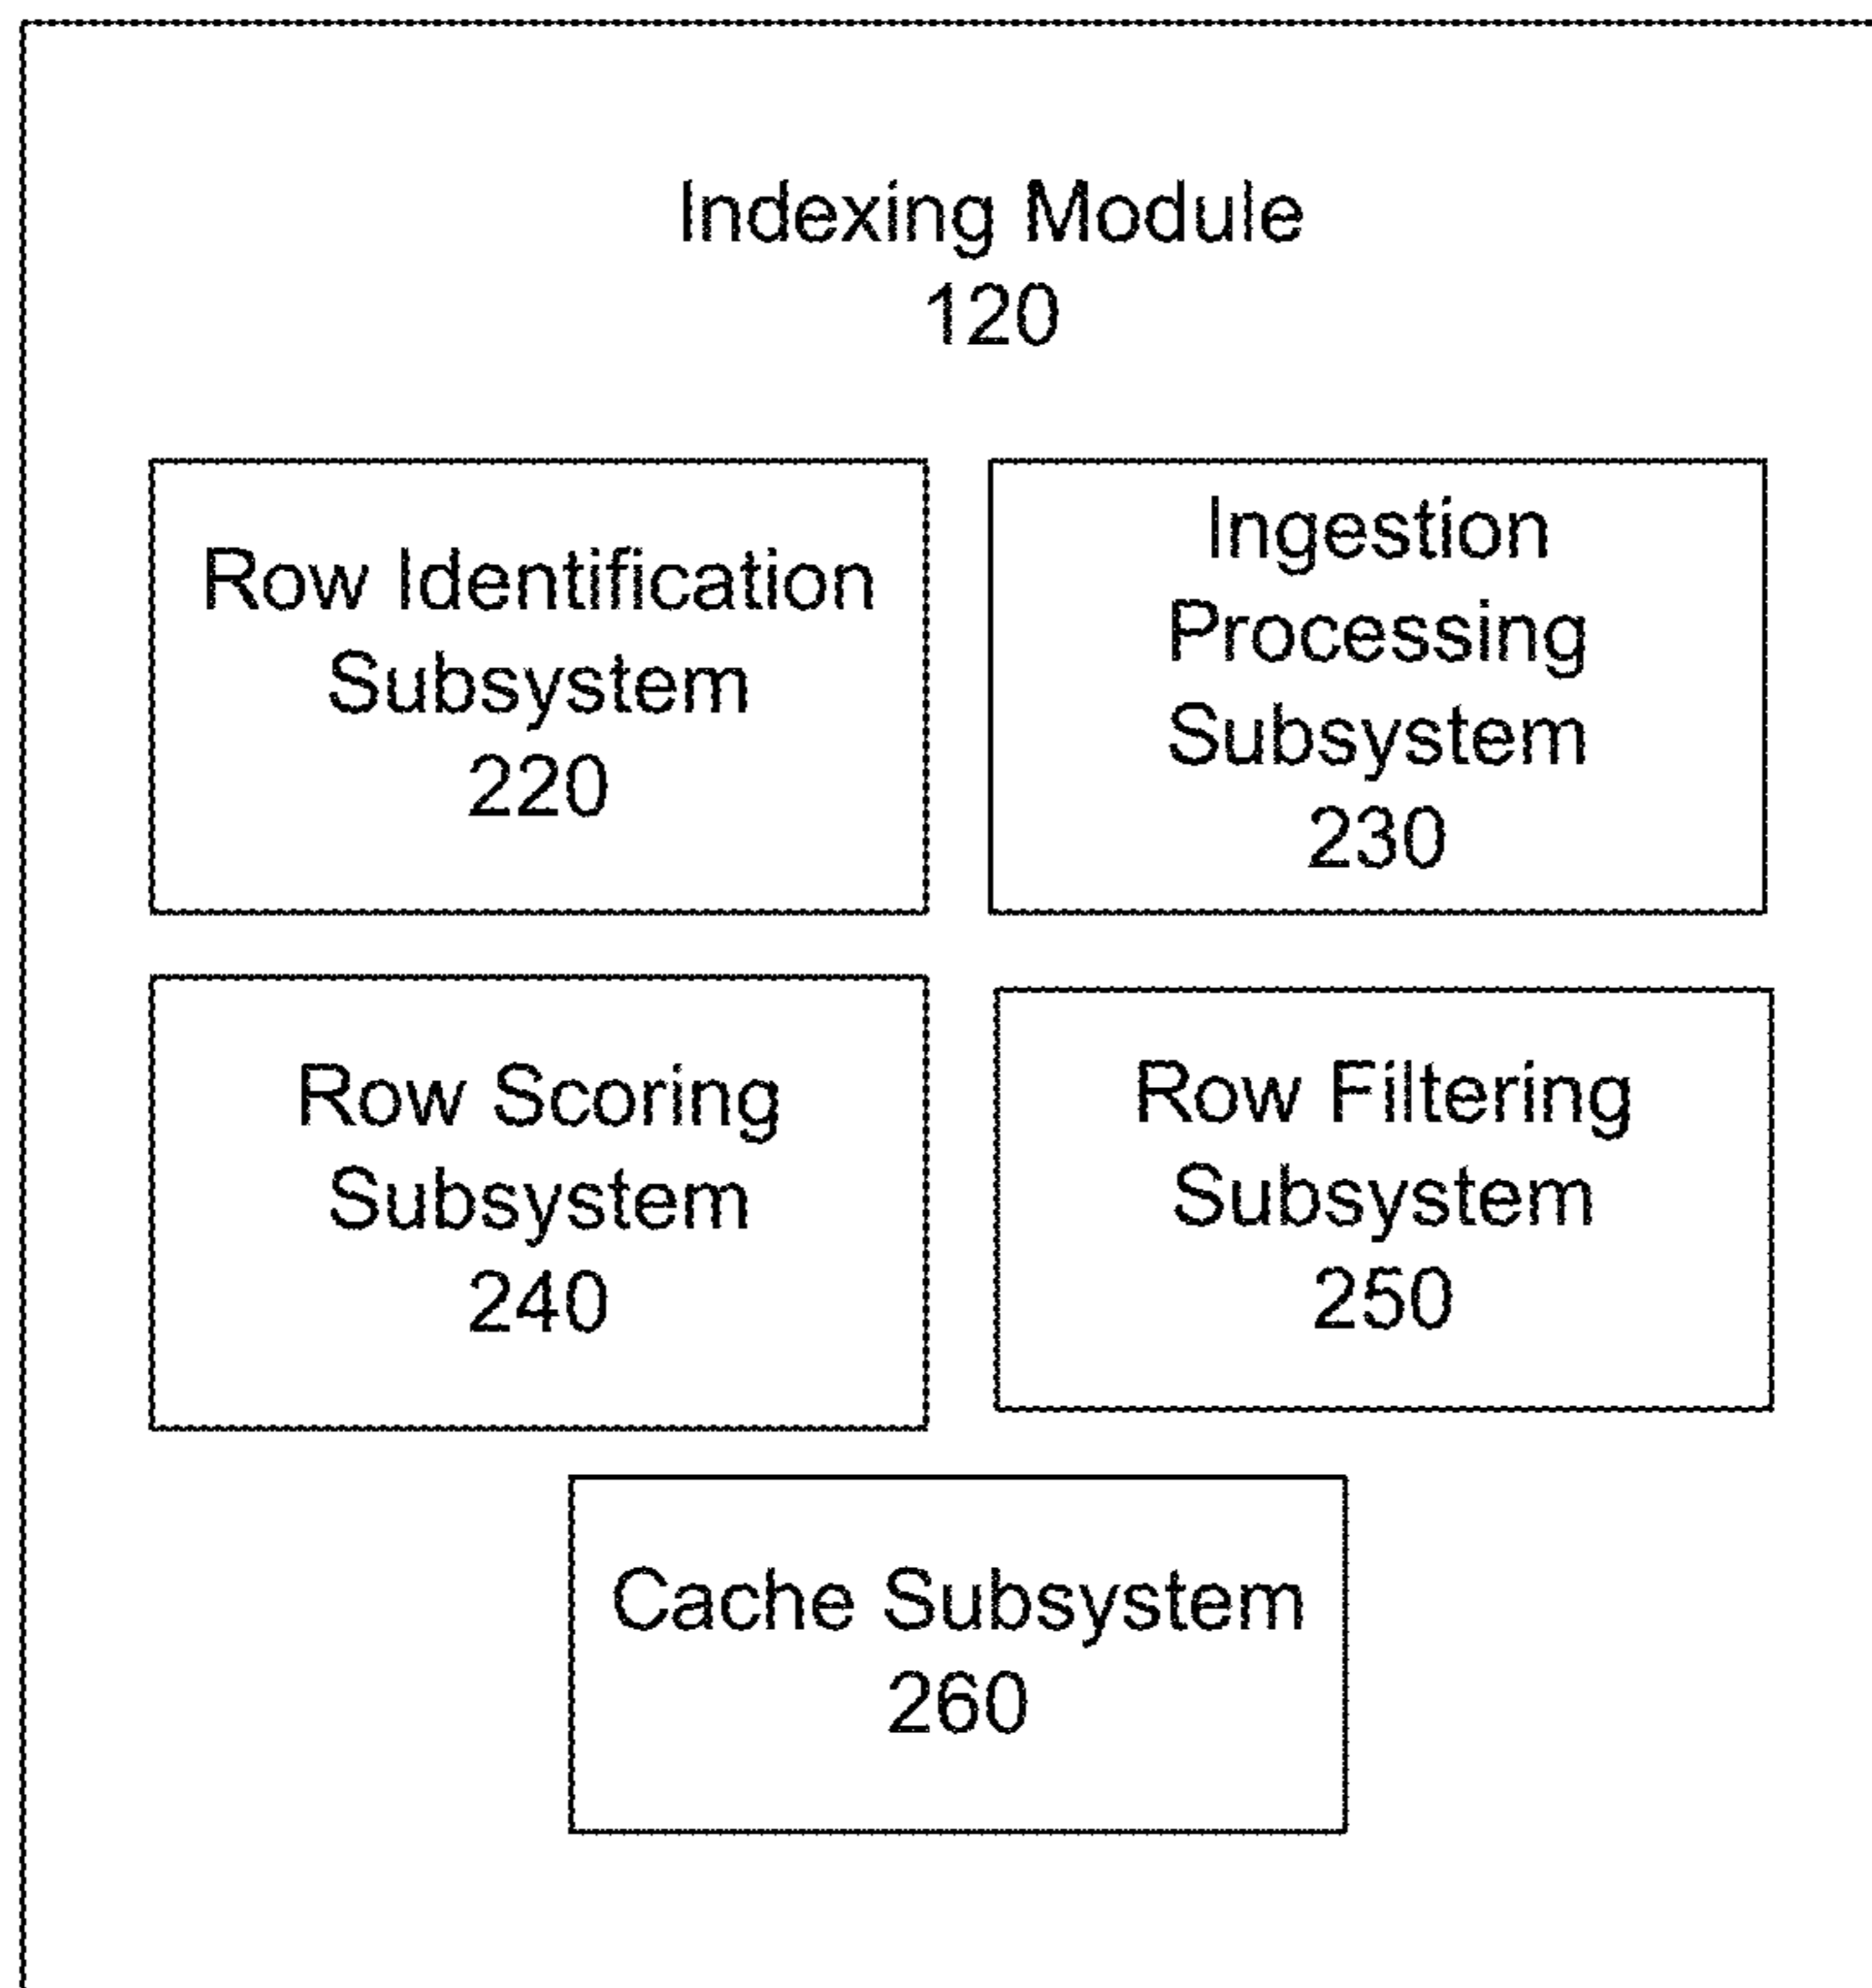 Indexing Module
120
Row Identification
Subsystem
220
Ingestion
Processing
Subsystem
230
Row Scoring
Subsystem
240
Row Filtering
Subsystem
250
Cache Subsystem
260